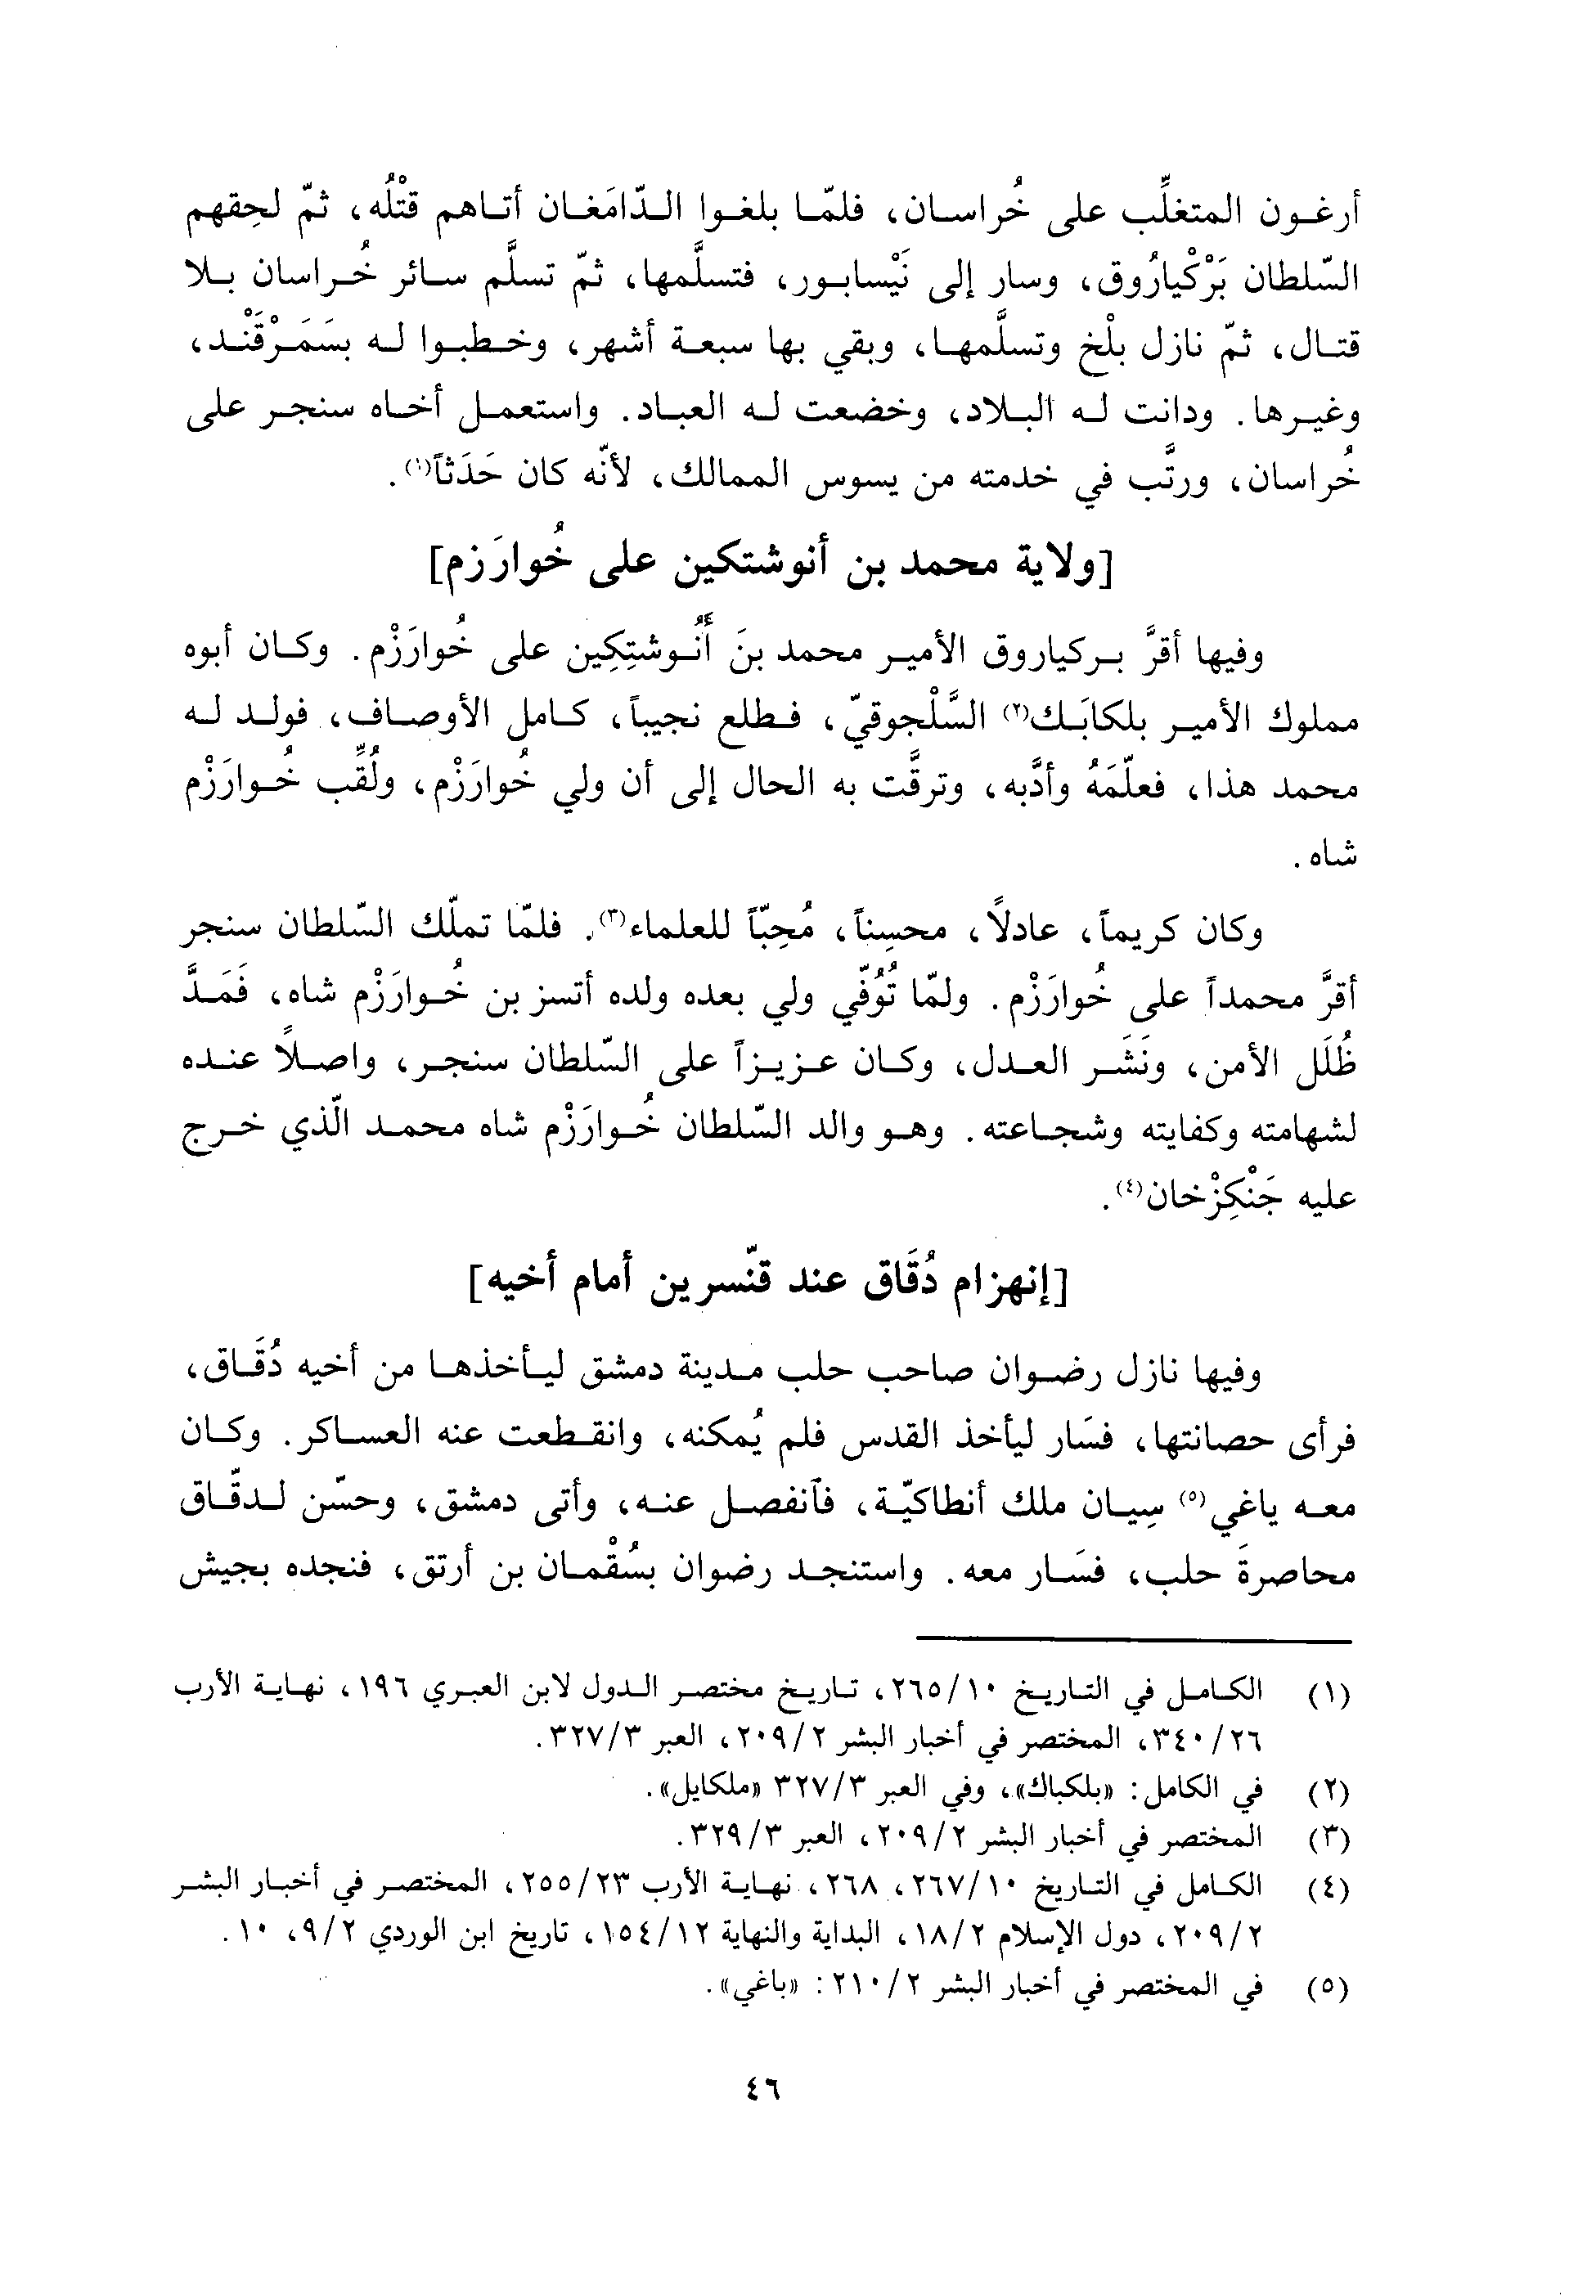 أرغون المتغلِّب على خُراسان، فلمّا بلغوا الدّامَغان أتاهم قتْلُه، ثمّ لحِقهم
السّلطان بَرْكْيارُوق، وسار إلى نَيْسابور، فتسلَّمها، ثمّ تسلَّم سائر خُراسان بلا
قتال، ثمّ نازل بلْخ وتسلَّمها، وبقي بها سبعة أشهر، وخطبوا له بسَمَرْقَنْد،
وغيرها. ودانت له البلاد، وخضعت له العباد. واستعمل أخاه سنجر على
خُراسان، ورتَّب في خدمته من يسوس الممالك، لأنّه كان حَدَثاً(١).
[ولاية محمد بن أنوشتكين على خُوارَزم]
وفيها أقرَّ بركياروق الأمير محمد بنَ أُنُوشتِكِين على خُوارَزْم. وكان أبوه
مملوك الأمير بلكابَك(٢) السَّلْجوقيّ، فطلع نجيباً، كامل الأوصاف، فولد له
محمد هذا، فعلّمَهُ وأدَّبه، وترقَّت به الحال إلى أن ولي خُوارَزْم، ولُقِّب خُوارَزْم
شاه.
وكان كريماً، عادلاً، محسِناً، مُحِبّاً للعلماء(٣). فلمّا تملّك السّلطان سنجر
أقرَّ محمداً على خُوارَزْم. ولمّا تُوُفّي ولي بعده ولده أتسز بن خُوارَزْم شاه، فَمَدَّ
ظُلَل الأمن، ونَشَر العدل، وكان عزيزاً على السّلطان سنجر، واصلاً عنده
لشهامته وكفايته وشجاعته. وهو والد السّلطان خُوارَزْم شاه محمد الّذي خرج
عليه جَنْكِزْخان(٤).
[إنهزام دُقَاق عند قنّسرين أمام أخيه]
وفيها نازل رضوان صاحب حلب مدينة دمشق ليأخذها من أخيه دُقَاق،
فرأى حصانتها، فسَار ليأخذ القدس فلم يُمكنه، وانقطعت عنه العساكر. وكان
معه ياغي(٥) سِيان ملك أنطاكيّة، فآنفصل عنه، وأتى دمشق، وحسّن لدقّاق
محاصرةَ حلب، فسَار معه. واستنجد رضوان بسُقْمان بن أرتق، فنجده بجيش
(١) الكامل في التاريخ ٢٦٥/١٠، تاريخ مختصر الدول لابن العبري ١٩٦، نهاية الأرب
٣٤٠/٢٦، المختصر في أخبار البشر ٢٠٩/٢، العبر ٣٢٧/٣.
(٢) في الكامل: «بلكباك»، وفي العبر ٣٢٧/٣ «ملكايل».
(٣) المختصر في أخبار البشر ٢٠٩/٢، العبر ٣٢٩/٣.
(٤) الكامل في التاريخ ٢٦٧/١٠، ٢٦٨، نهاية الأرب ٢٥٥/٢٣، المختصر في أخبار البشر
٢٠٩/٢، دول الإسلام ١٨/٢، البداية والنهاية ١٥٤/١٢، تاريخ ابن الوردي ٩/٢، ١٠.
(٥) في المختصر في أخبار البشر ٢١٠/٢: «باغي».
٤٦